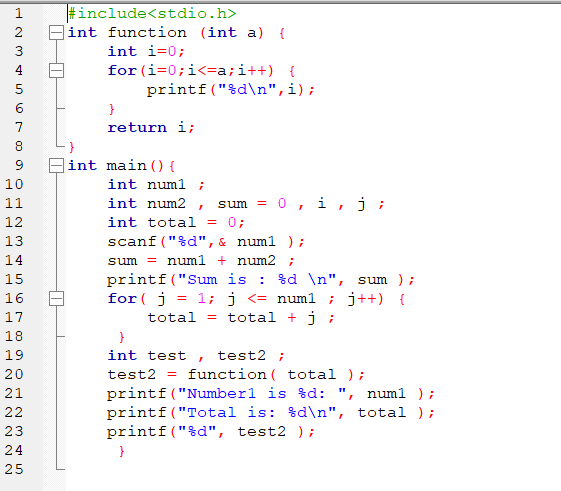 1 #include<stdio.h>
2 int function (int a) {
3     int i=0;
4     for(i=0;i<=a;i++) {
5         printf("%d\n",i);
6     }
7     return i;
8 }
9 int main(){
10     int num1 ;
11     int num2 , sum = 0 , i , j ;
12     int total = 0;
13     scanf("%d",& num1 );
14     sum = num1 + num2 ;
15     printf("Sum is : %d \n", sum );
16     for( j = 1; j <= num1 ; j++) {
17         total = total + j ;
18      }
19     int test , test2 ;
20     test2 = function( total );
21     printf("Number1 is %d: ", num1 );
22     printf("Total is: %d\n", total );
23     printf("%d", test2 );
24      }
25